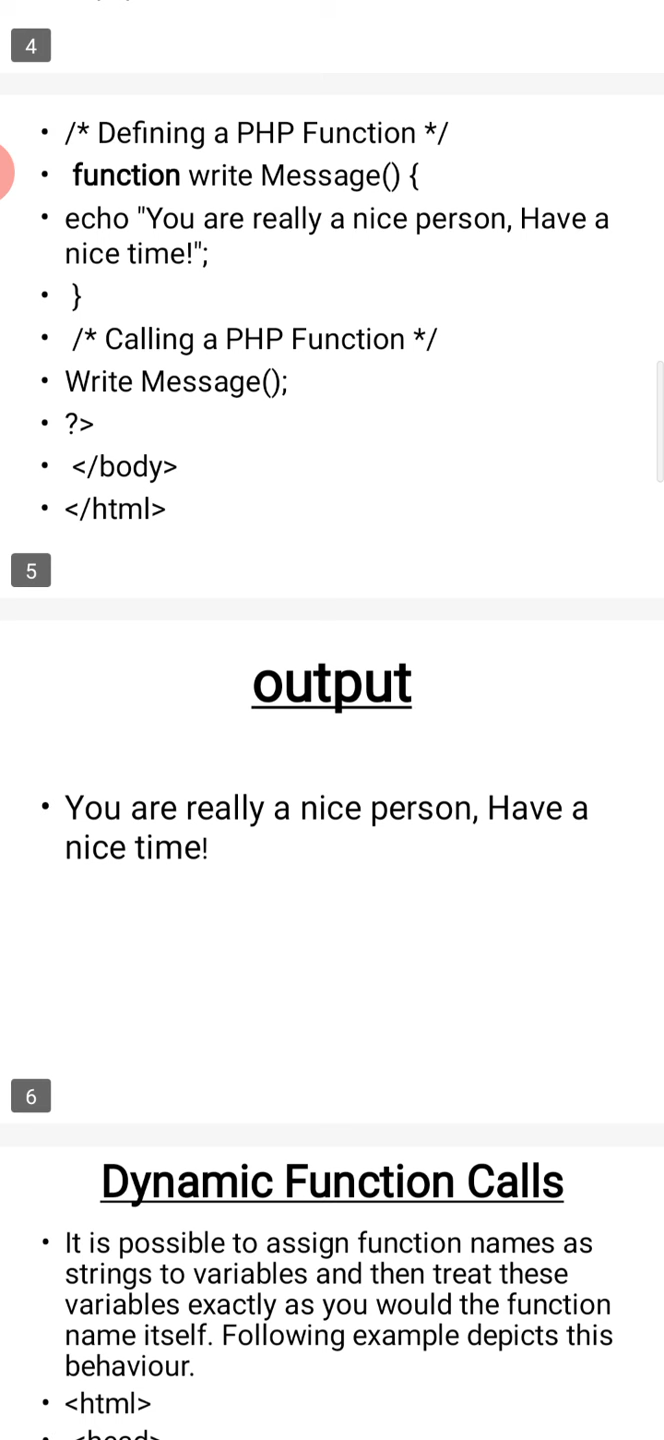 4
• /* Defining a PHP Function */
• function write Message() {
• echo "You are really a nice person, Have a
nice time!";
• }
• /* Calling a PHP Function */
• Write Message();
• ?>
• </body>
• </html>
5
output
• You are really a nice person, Have a
nice time!
6
Dynamic Function Calls
• It is possible to assign function names as
strings to variables and then treat these
variables exactly as you would the function
name itself. Following example depicts this
behaviour.
• <html>